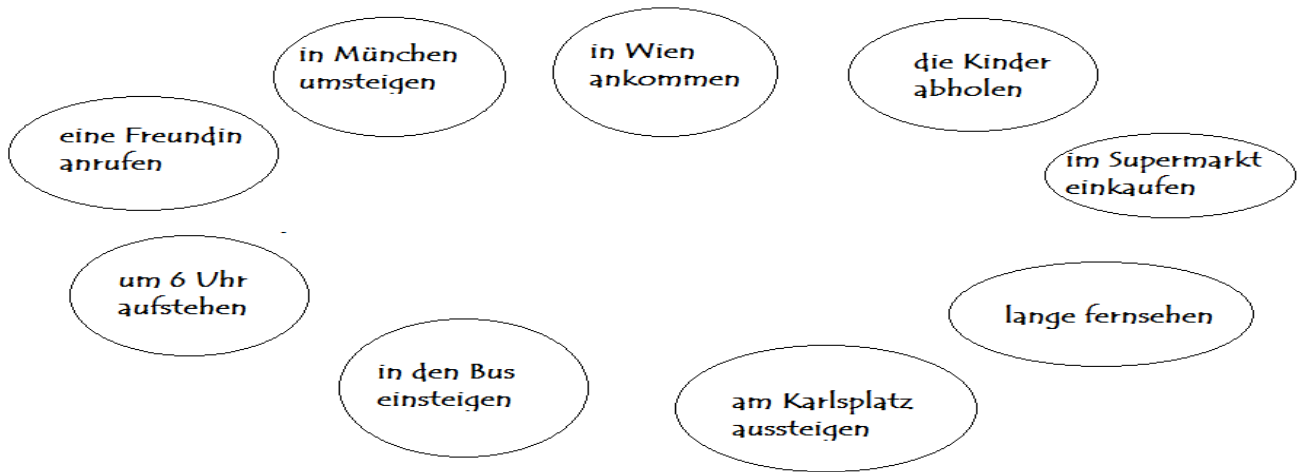 in München
umsteigen
in Wien
ankommen
die Kinder
abholen
eine Freundin
anrufen
im Supermarkt
einkaufen
um 6 Uhr
aufstehen
lange fernsehen
in den Bus
einsteigen
am Karlsplatz
aussteigen